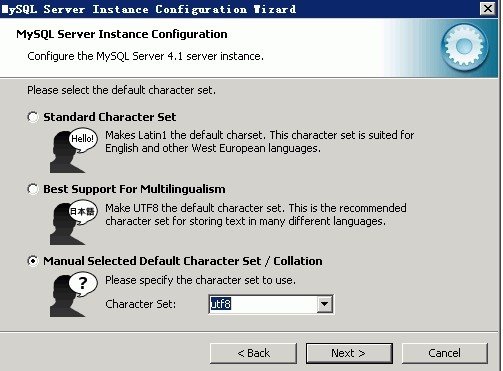 MySQL Server Instance Configuration Wizard
MySQL Server Instance Configuration
Configure the MySQL Server 4.1 server instance.
Please select the default character set.
Standard Character Set
Hello!
Makes Latin1 the default charset. This character set is suited for
English and other West European languages.
Best Support For Multilingualism
日本語
Make UTF8 the default character set. This is the recommended
character set for storing text in many different languages.
Manual Selected Default Character Set / Collation
?
Please specify the character set to use.
Character Set: utf8
< Back Next > Cancel